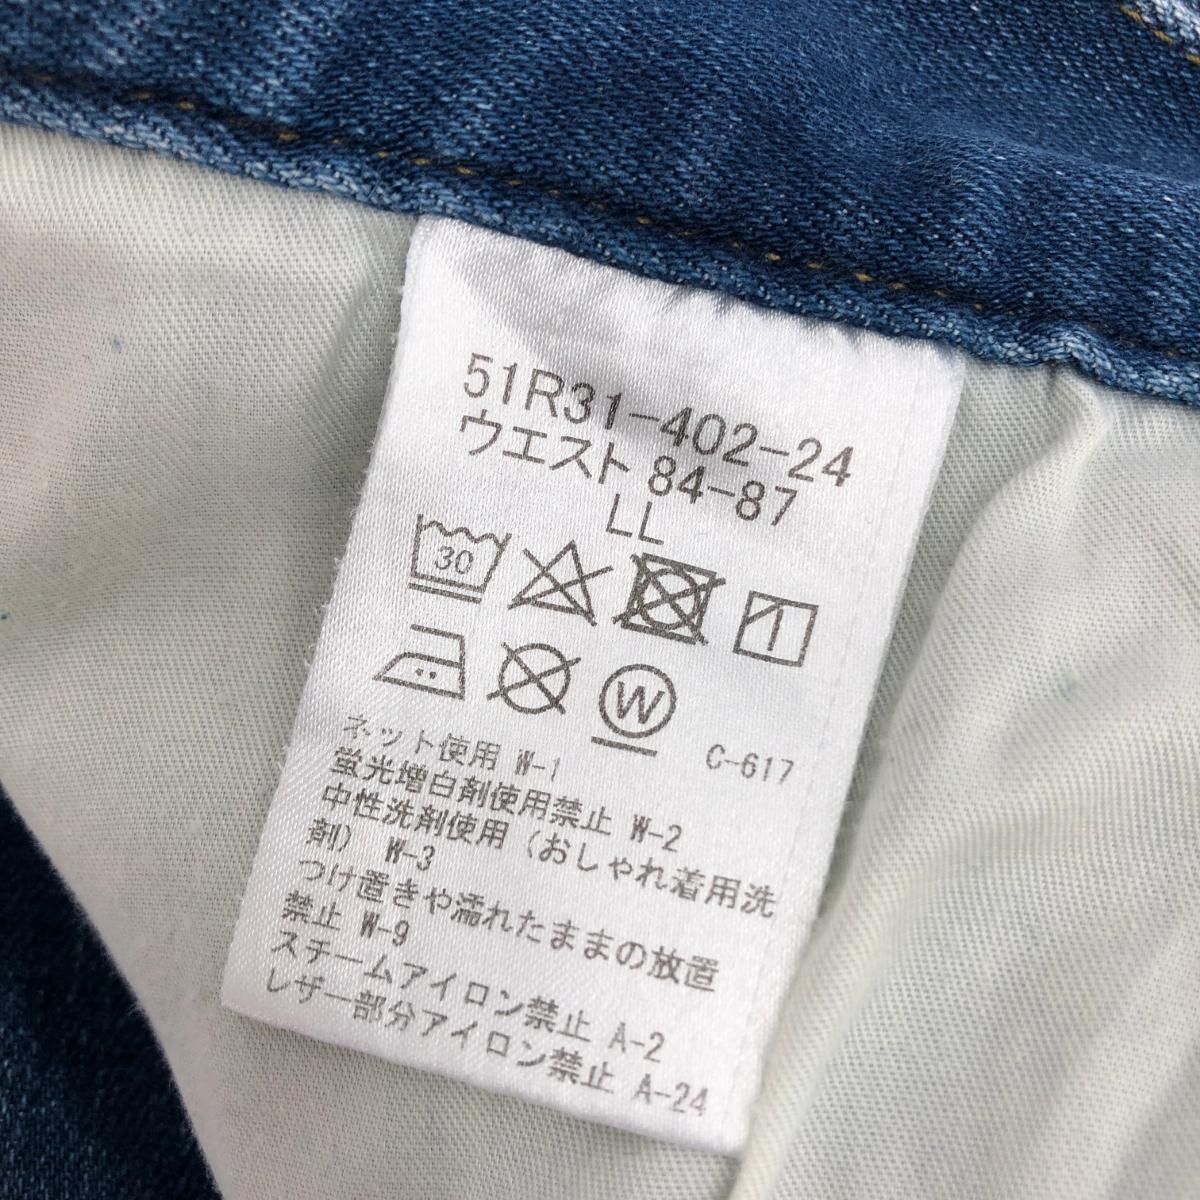 51R31-402-24
ウエスト 84-87
LL
30
W
C-617
ネット使用 W-1
蛍光増白剤使用禁止 W-2
中性洗剤使用(おしゃれ着用洗
剤) W-3
つけ置きや濡れたままの放置
禁止 W-9
スチームアイロン禁止 A-2
レザー部分アイロン禁止 A-24